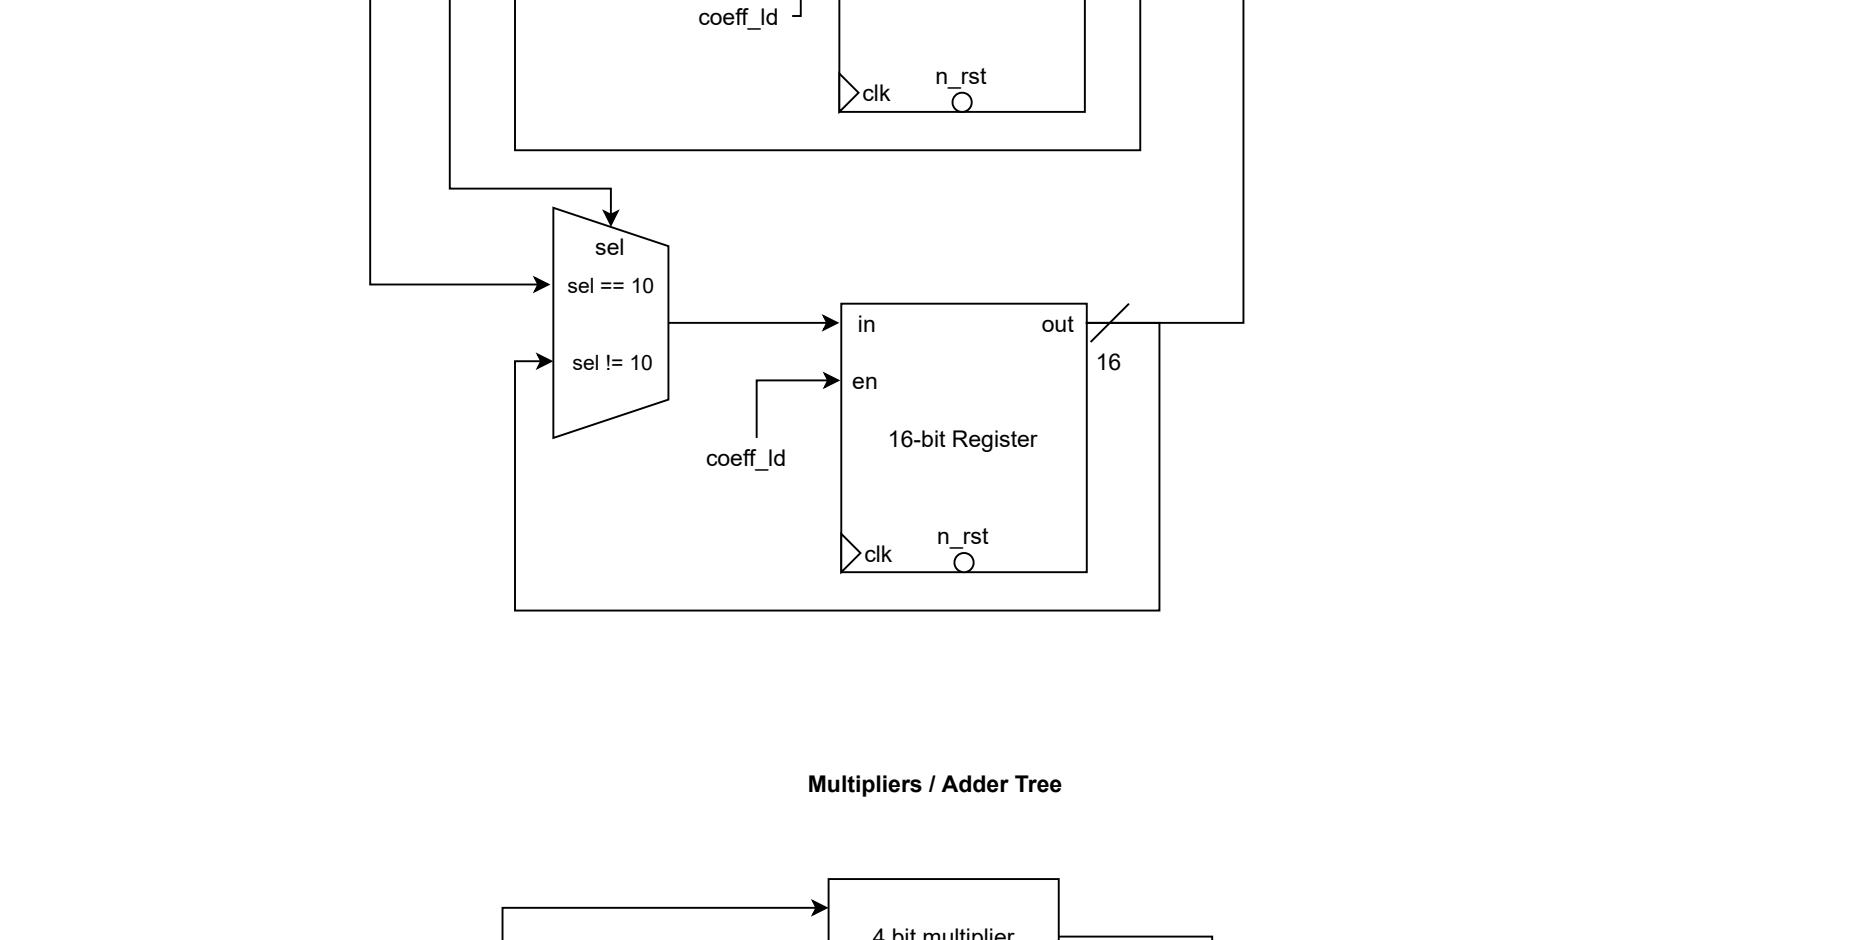 coeff_ld
n_rst
clk
sel
sel == 10
in
out
sel != 10
16
en
16-bit Register
coeff_ld
n_rst
clk
Multipliers / Adder Tree
4 bit multiplier